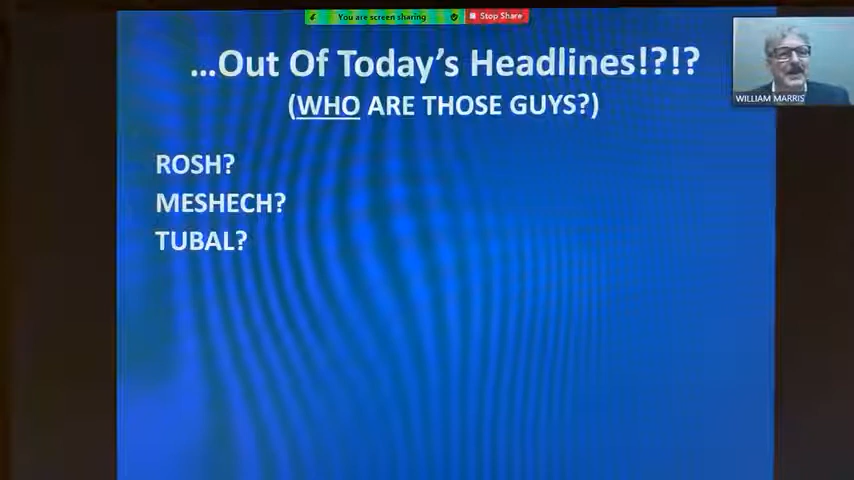 You are screen sharing
Stop Share
...Out Of Today's Headlines!?!?
(WHO ARE THOSE GUYS?)
WILLIAM MARRIS
ROSH?
MESHECH?
TUBAL?